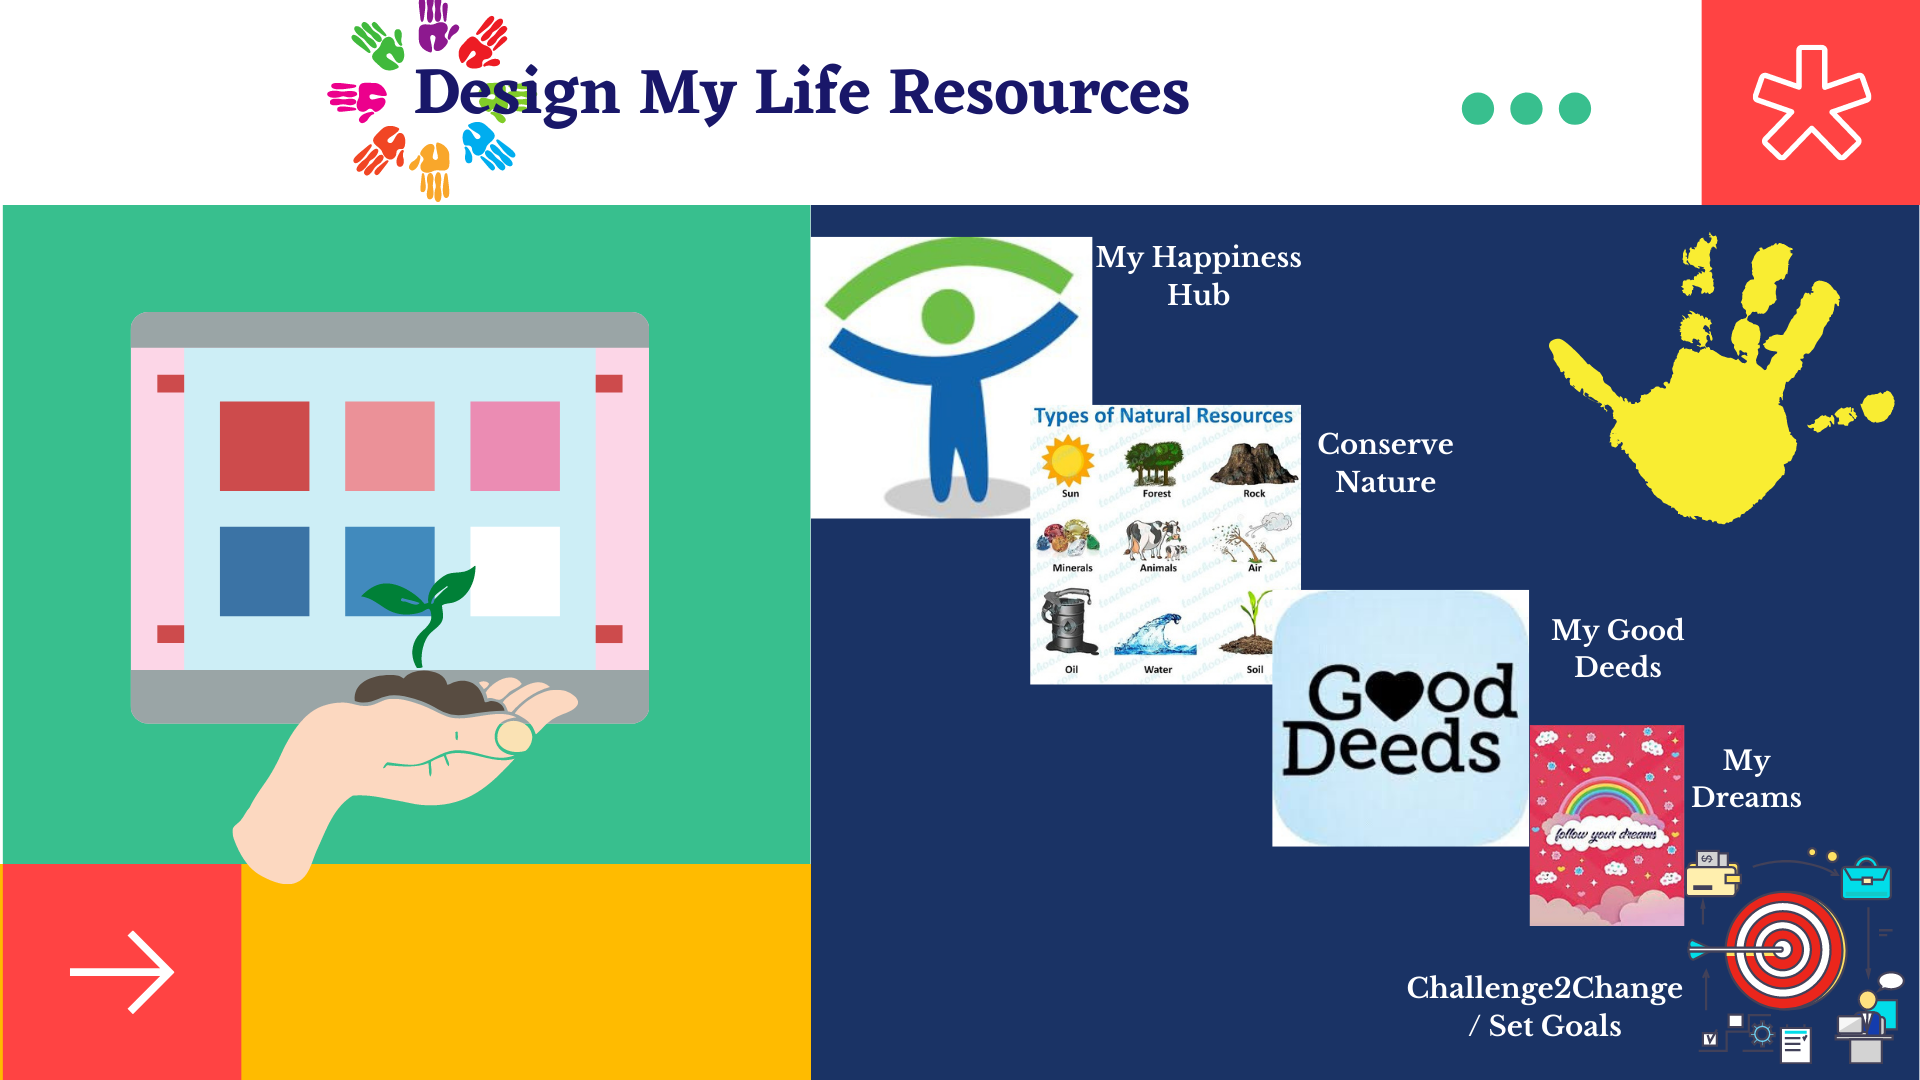 Design My Life Resources
My Happiness
Hub
Types of Natural Resources
Sun
Forest
Rock
Conserve
Nature
Minerals
Animals
Air
Oil
Water
Soil
My Good
Deeds
Good
Deeds
My
Dreams
follow your dreams
Challenge2Change
/ Set Goals